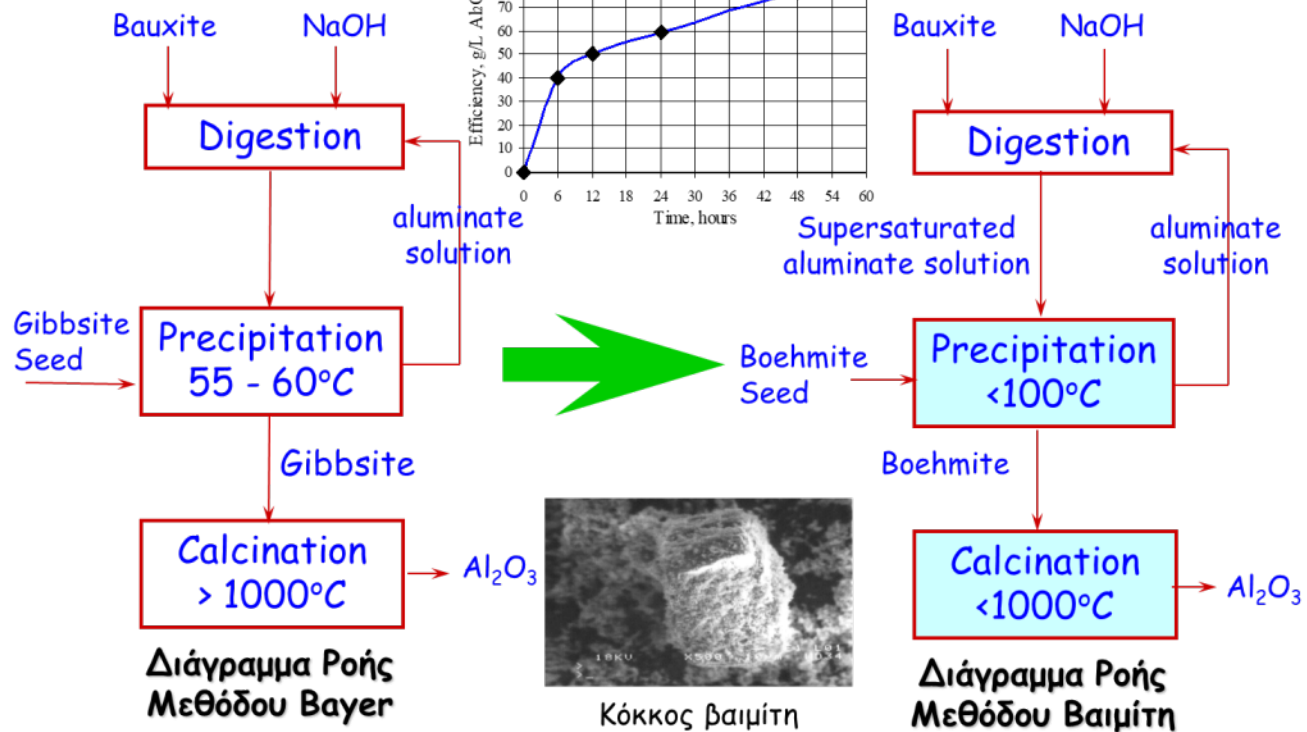 Bauxite
NaOH
Digestion
aluminate
solution
Gibbsite
Seed
Precipitation
55 - 60°C
Gibbsite
Calcination
> 1000°C
Al₂O₃
Διάγραμμα Ροής
Μεθόδου Bayer
70
60
50
40
30
20
10
0
Efficiency, g/L
0 6 12 18 24 30 36 42 48 54 60
Time, hours
18KU X500
Κόκκος βαιμίτη
Bauxite
NaOH
Digestion
Supersaturated
aluminate solution
aluminate
solution
Boehmite
Seed
Precipitation
<100°C
Boehmite
Calcination
<1000°C
Al₂O₃
Διάγραμμα Ροής
Μεθόδου Βαιμίτη